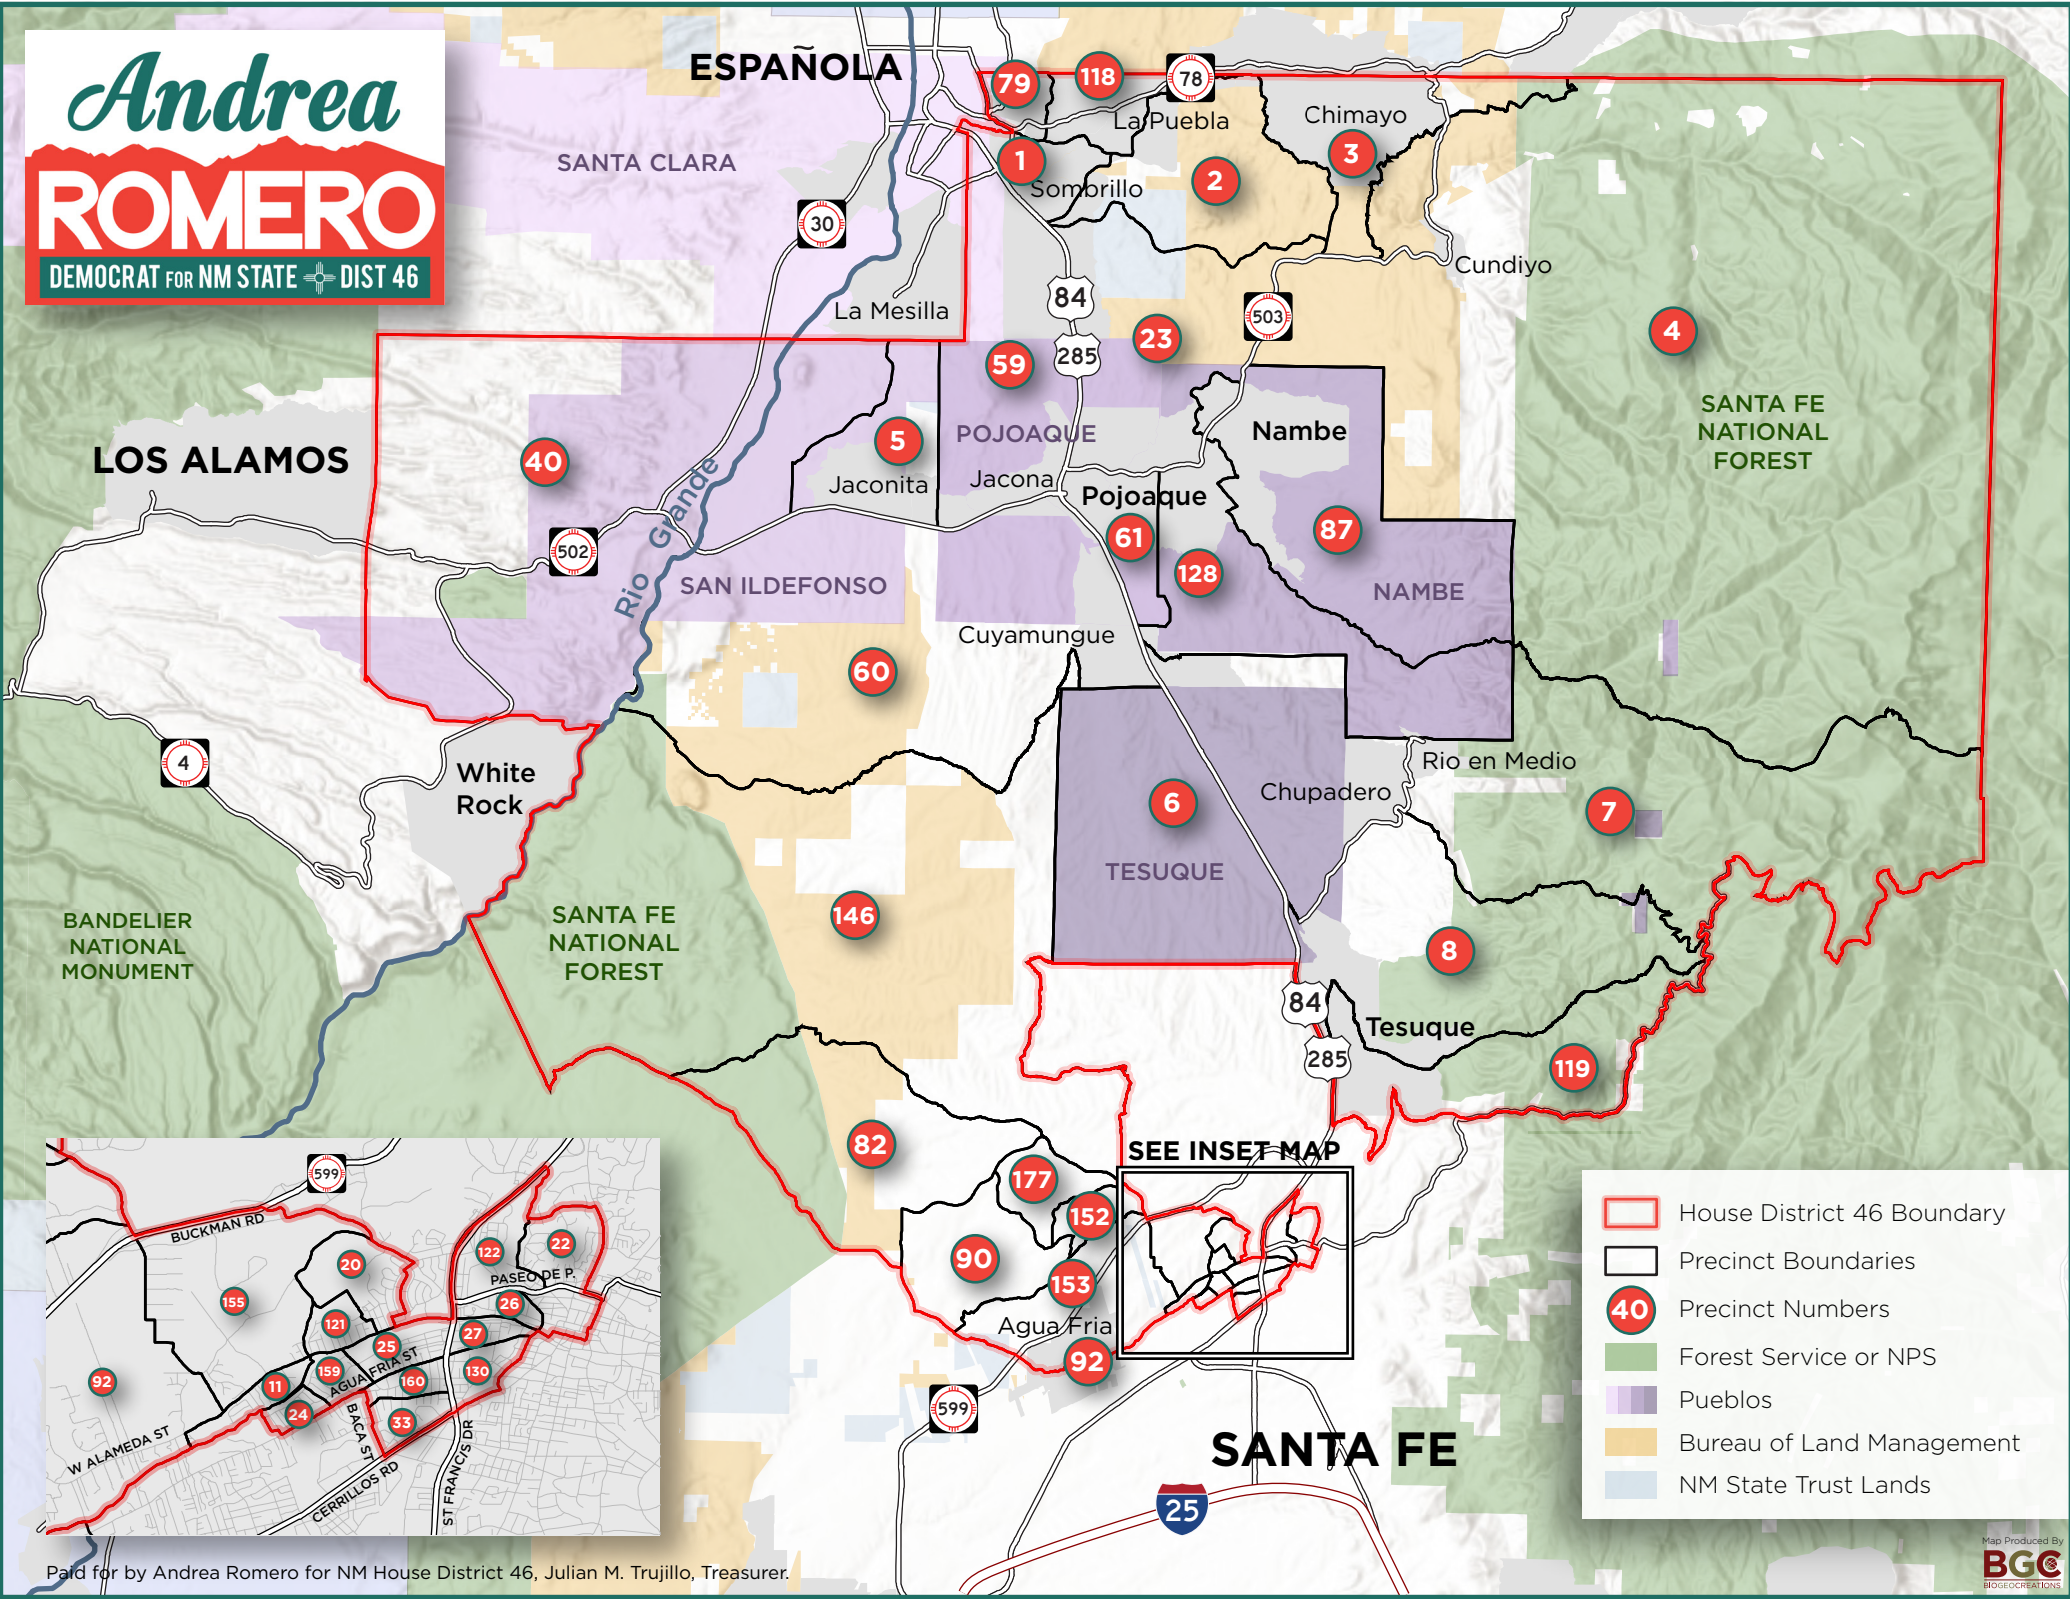 Andrea
ROMERO
DEMOCRAT FOR NM STATE DIST 46
ESPAÑOLA
79
118
78
La Puebla
Chimayo
3
SANTA CLARA
1
Sombrillo
2
30
Cundiyo
La Mesilla
84
285
503
23
4
59
SANTA FE
NATIONAL
FOREST
LOS ALAMOS
40
5
POJOAQUE
Nambe
Jaconita
Jacona
Pojoaque
Rio Grande
502
61
87
128
SAN ILDEFONSO
NAMBE
Cuyamungue
60
4
White
Rock
Rio en Medio
Chupadero
6
7
TESUQUE
BANDELIER
NATIONAL
MONUMENT
SANTA FE
NATIONAL
FOREST
146
8
84
285
Tesuque
119
82
SEE INSET MAP
177
152
90
153
Agua Fria
92
599
SANTA FE
25
599
BUCKMAN RD
20
122
22
PASEO DE P.
155
26
121
25
27
159
AGUA FRIA ST
130
92
11
160
24
BACA ST
33
W ALAMEDA ST
CERRILLOS RD
ST FRANCIS DR
House District 46 Boundary
Precinct Boundaries
40 Precinct Numbers
Forest Service or NPS
Pueblos
Bureau of Land Management
NM State Trust Lands
Paid for by Andrea Romero for NM House District 46, Julian M. Trujillo, Treasurer.
Map Produced By
BGC
BIOGEOCREATIONS